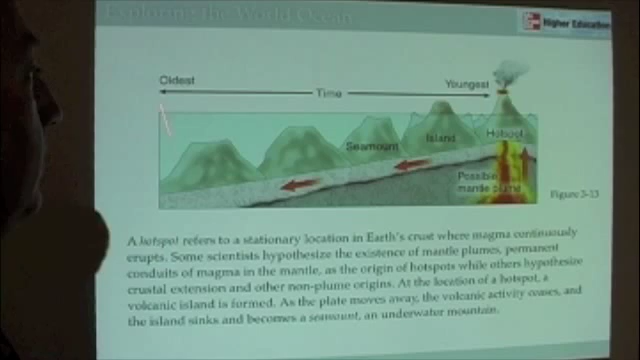 Exploring the World Ocean
Higher Education
Oldest
Youngest
Time
Seamount
Island
Hotspot
Possible
mantle plume
Figure 3-13
A hotspot refers to a stationary location in Earth's crust where magma continuously
erupts. Some scientists hypothesize the existence of mantle plumes, permanent
conduits of magma in the mantle, as the origin of hotspots while others hypothesize
crustal extension and other non-plume origins. At the location of a hotspot, a
volcanic island is formed. As the plate moves away, the volcanic activity ceases, and
the island sinks and becomes a seamount, an underwater mountain.